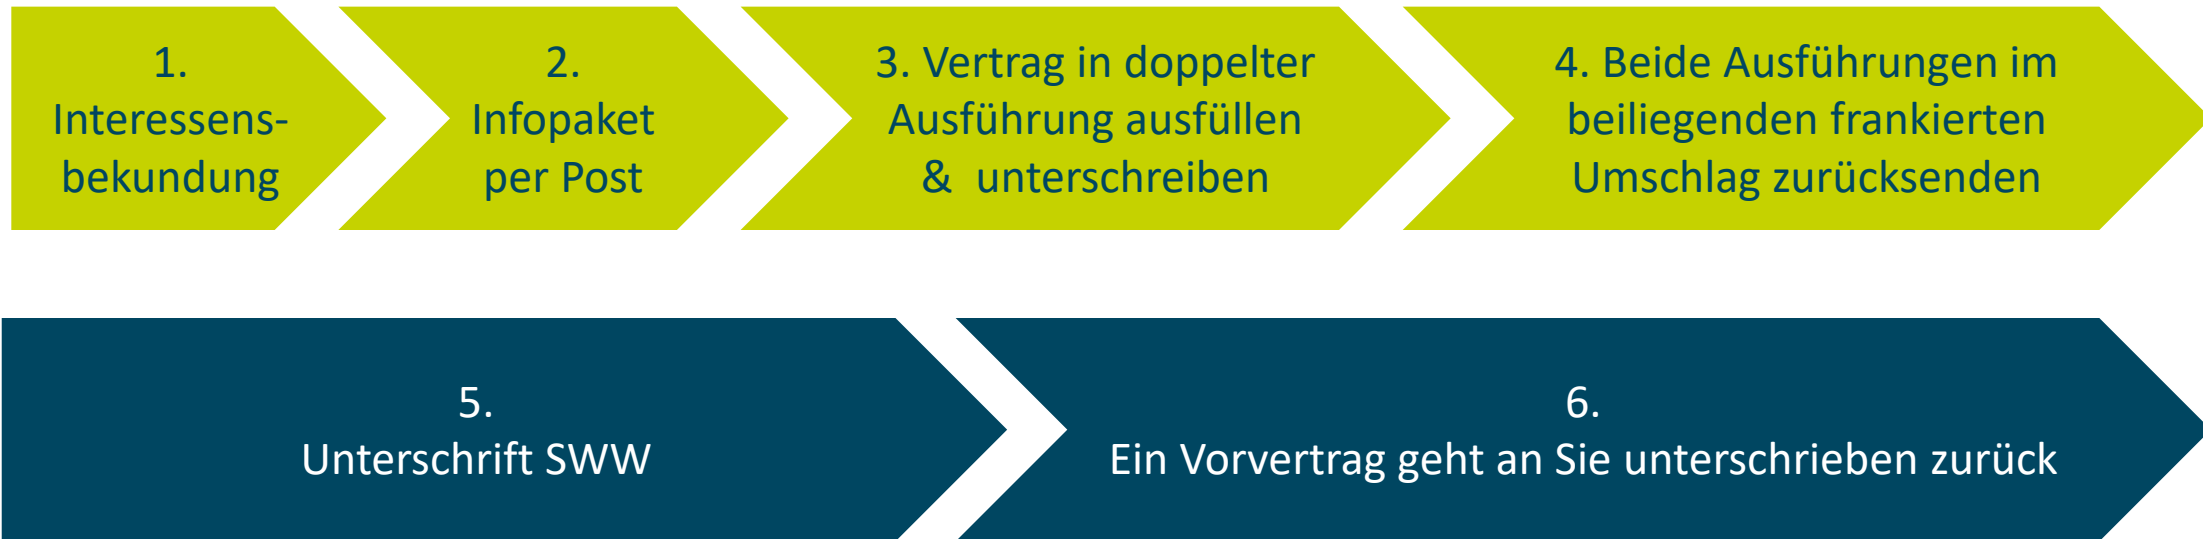 1.
Interessens-
bekundung
2.
Infopaket
per Post
3. Vertrag in doppelter
Ausführung ausfüllen
& unterschreiben
4. Beide Ausführungen im
beiliegenden frankierten
Umschlag zurücksenden
5.
Unterschrift SWW
6.
Ein Vorvertrag geht an Sie unterschrieben zurück